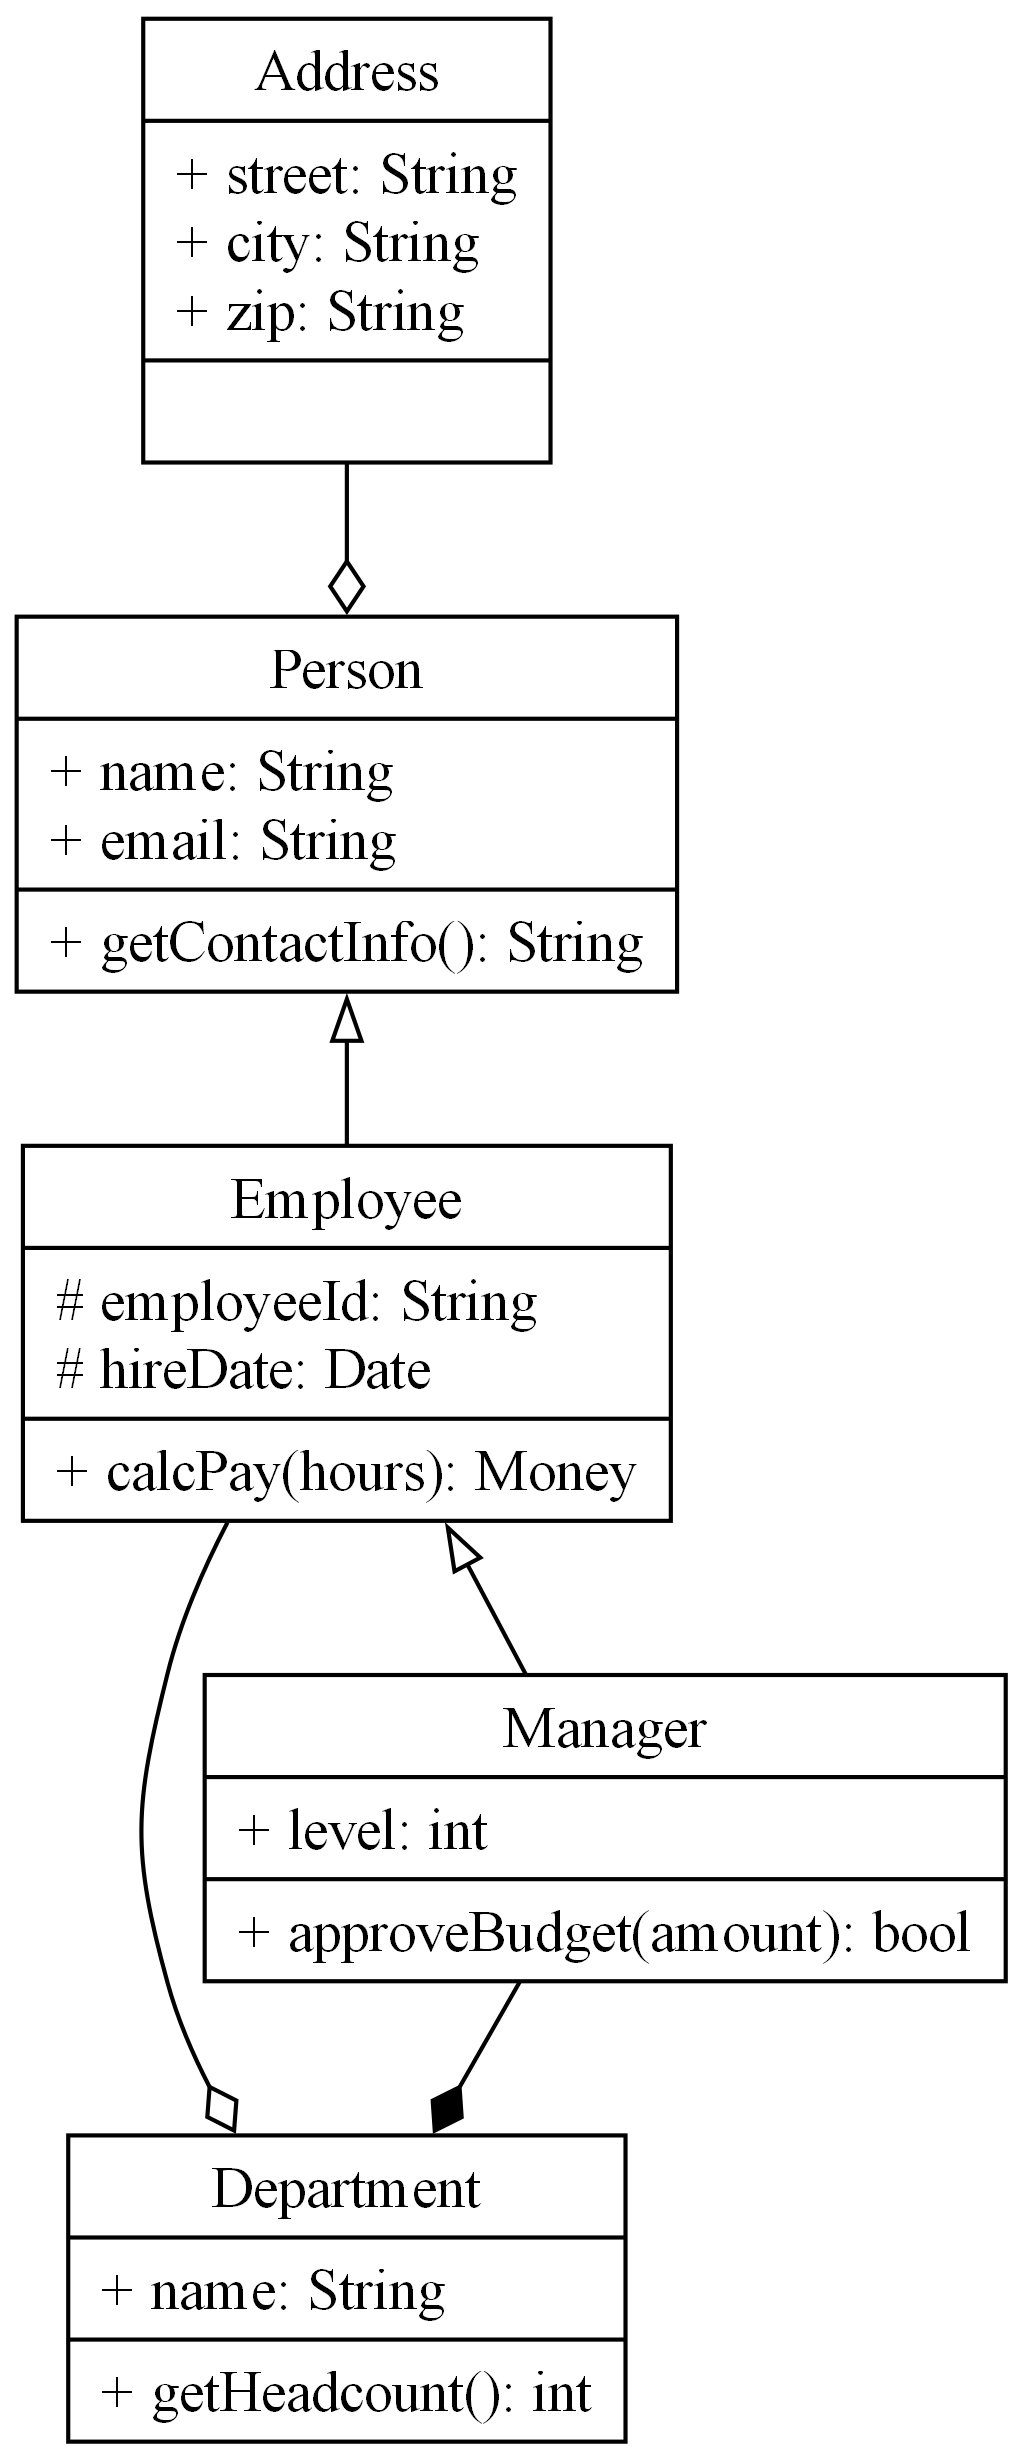 Address
+ street: String
+ city: String
+ zip: String
Person
+ name: String
+ email: String
+ getContactInfo(): String
Employee
# employeeId: String
# hireDate: Date
+ calcPay(hours): Money
Manager
+ level: int
+ approveBudget(amount): bool
Department
+ name: String
+ getHeadcount(): int